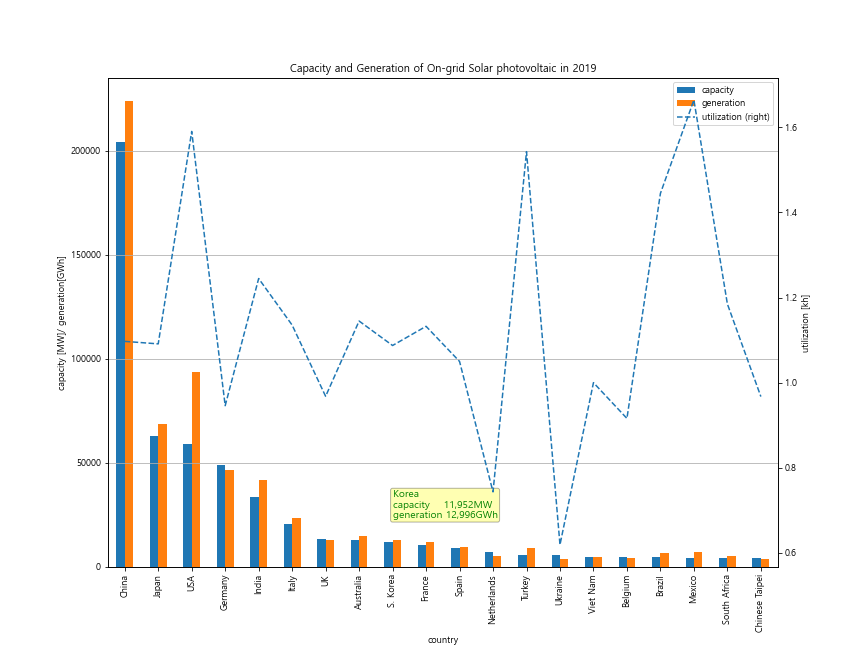 Capacity and Generation of On-grid Solar photovoltaic in 2019
capacity
generation
utilization (right)
200000
150000
100000
50000
0
capacity [MW]/ generation[GWh]
1.6
1.4
1.2
1.0
0.8
0.6
utilization [kh]
Korea
capacity 11,952MW
generation 12,996GWh
China
Japan
USA
Germany
India
Italy
UK
Australia
S. Korea
France
Spain
Netherlands
Turkey
Ukraine
Viet Nam
Belgium
Brazil
Mexico
South Africa
Chinese Taipei
country